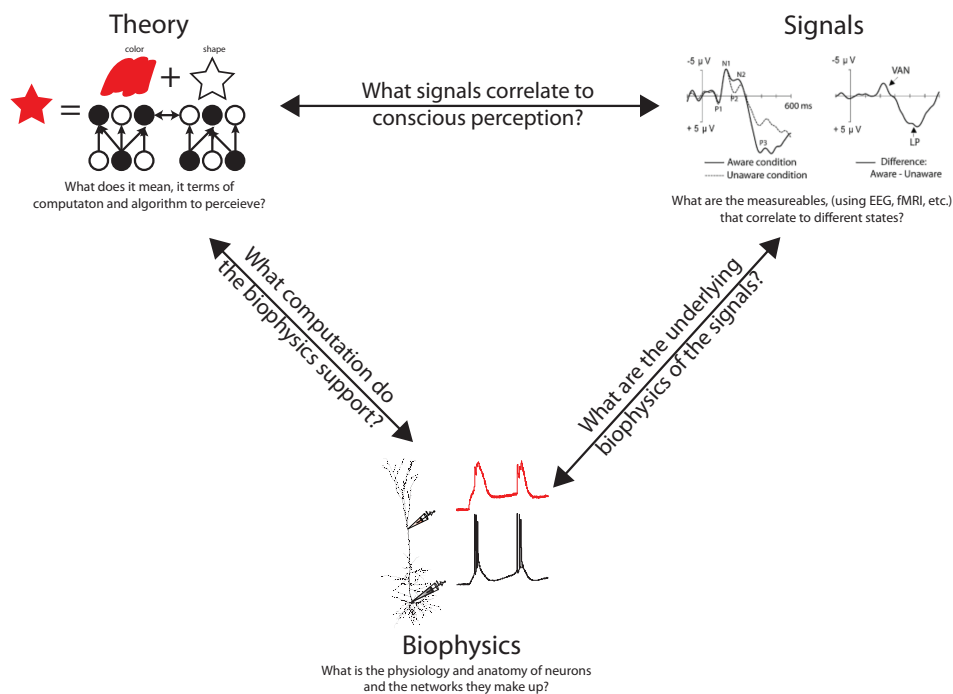 Theory
color
shape
+
=
What does it mean, it terms of
computaton and algorithm to perceieve?
What signals correlate to
conscious perception?
Signals
-5 µV
N1
N2
P1
P2
600 ms
+ 5 µV
P3
Aware condition
Unaware condition
-5 µV
VAN
+ 5 µV
LP
Difference:
Aware - Unaware
What are the measureables, (using EEG, fMRI, etc.)
that correlate to different states?
What computation do
the biophysics support?
What are the underlying
biophysics of the signals?
Biophysics
What is the physiology and anatomy of neurons
and the networks they make up?